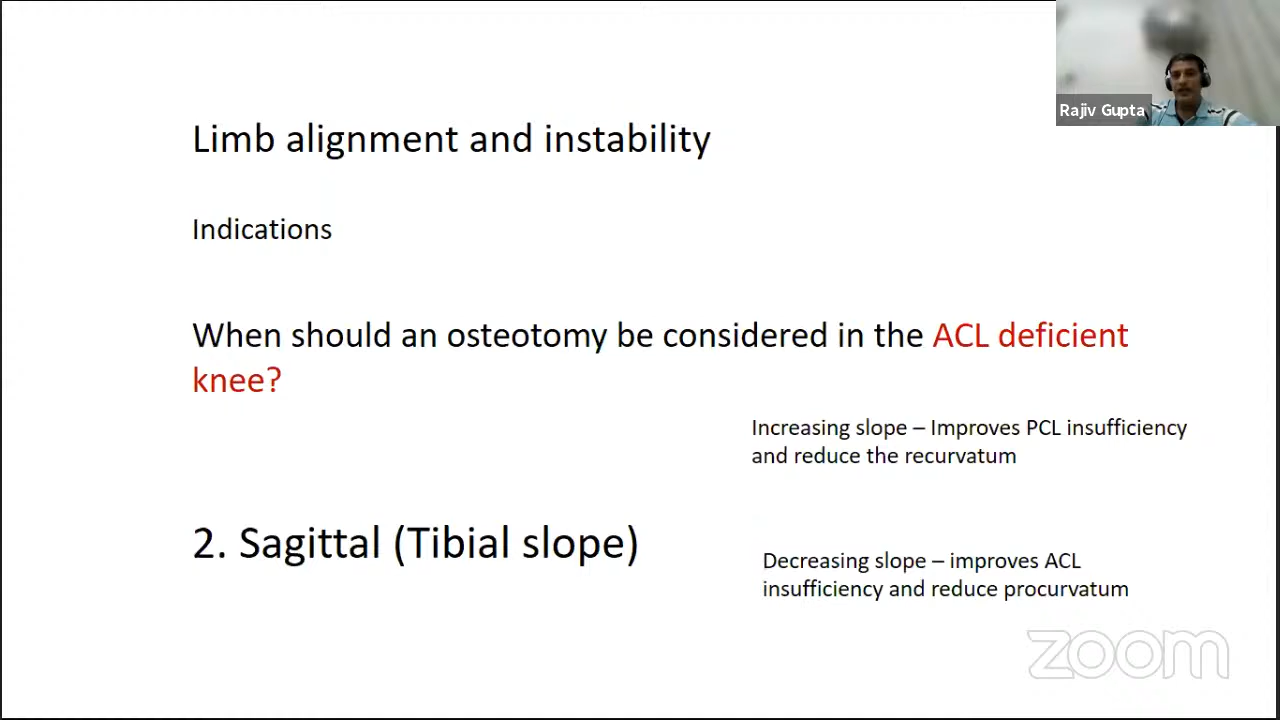 Rajiv Gupta
Limb alignment and instability
Indications
When should an osteotomy be considered in the ACL deficient
knee?
Increasing slope – Improves PCL insufficiency
and reduce the recurvatum
2. Sagittal (Tibial slope)
Decreasing slope – improves ACL
insufficiency and reduce procurvatum
zoom